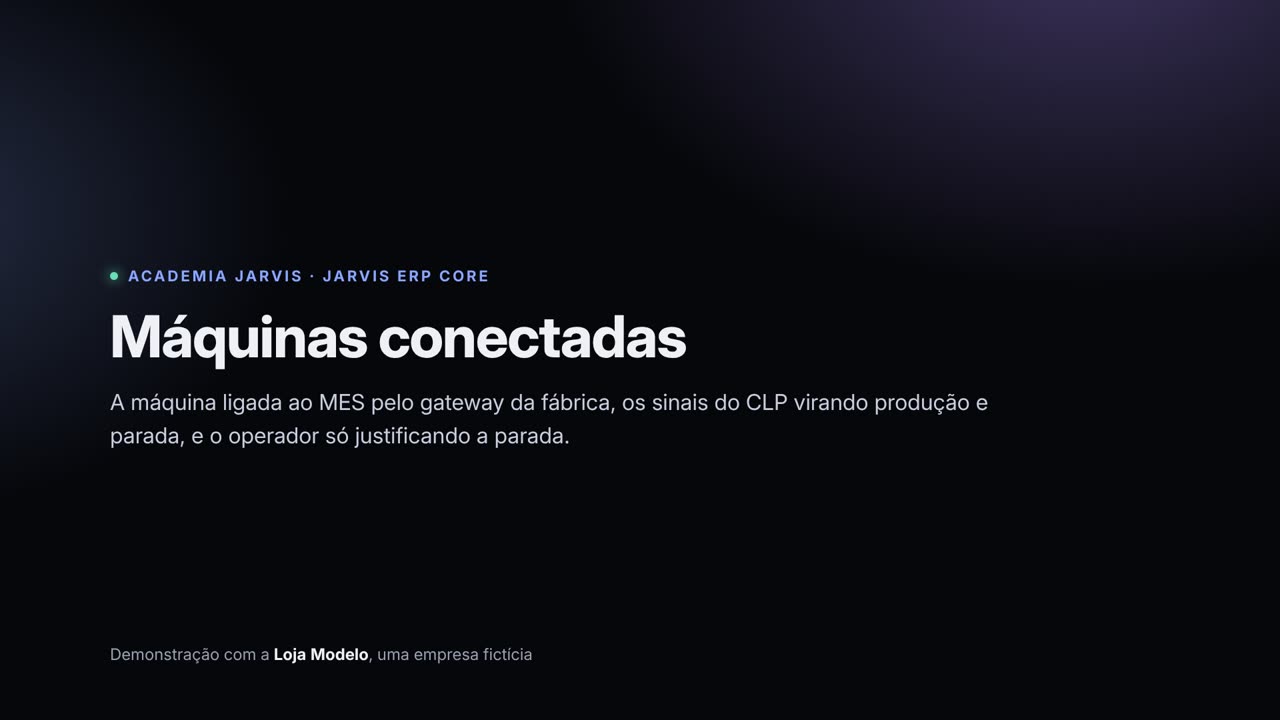 ACADEMIA JARVIS · JARVIS ERP CORE
Máquinas conectadas
A máquina ligada ao MES pelo gateway da fábrica, os sinais do CLP virando produção e
parada, e o operador só justificando a parada.
Demonstração com a Loja Modelo, uma empresa fictícia